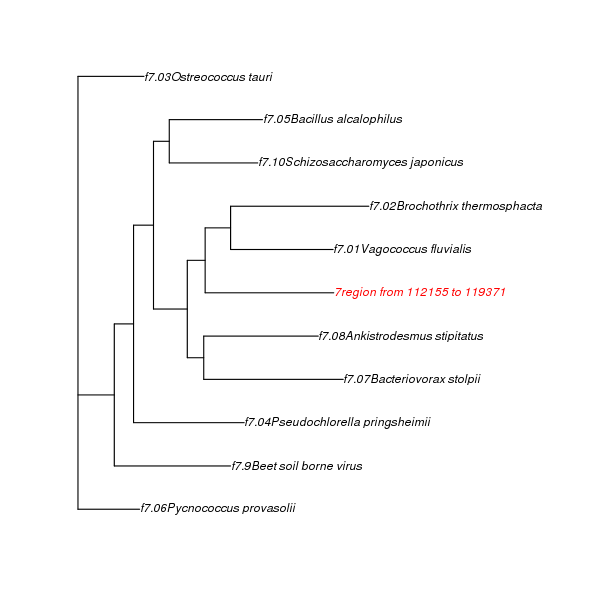 f7.03Ostreococcus tauri
f7.05Bacillus alcalophilus
f7.10Schizosaccharomyces japonicus
f7.02Brochothrix thermosphacta
f7.01Vagococcus fluvialis
7region from 112155 to 119371
f7.08Ankistrodesmus stipitatus
f7.07Bacteriovorax stolpii
f7.04Pseudochlorella pringsheimii
f7.9Beet soil borne virus
f7.06Pycnococcus provasolii